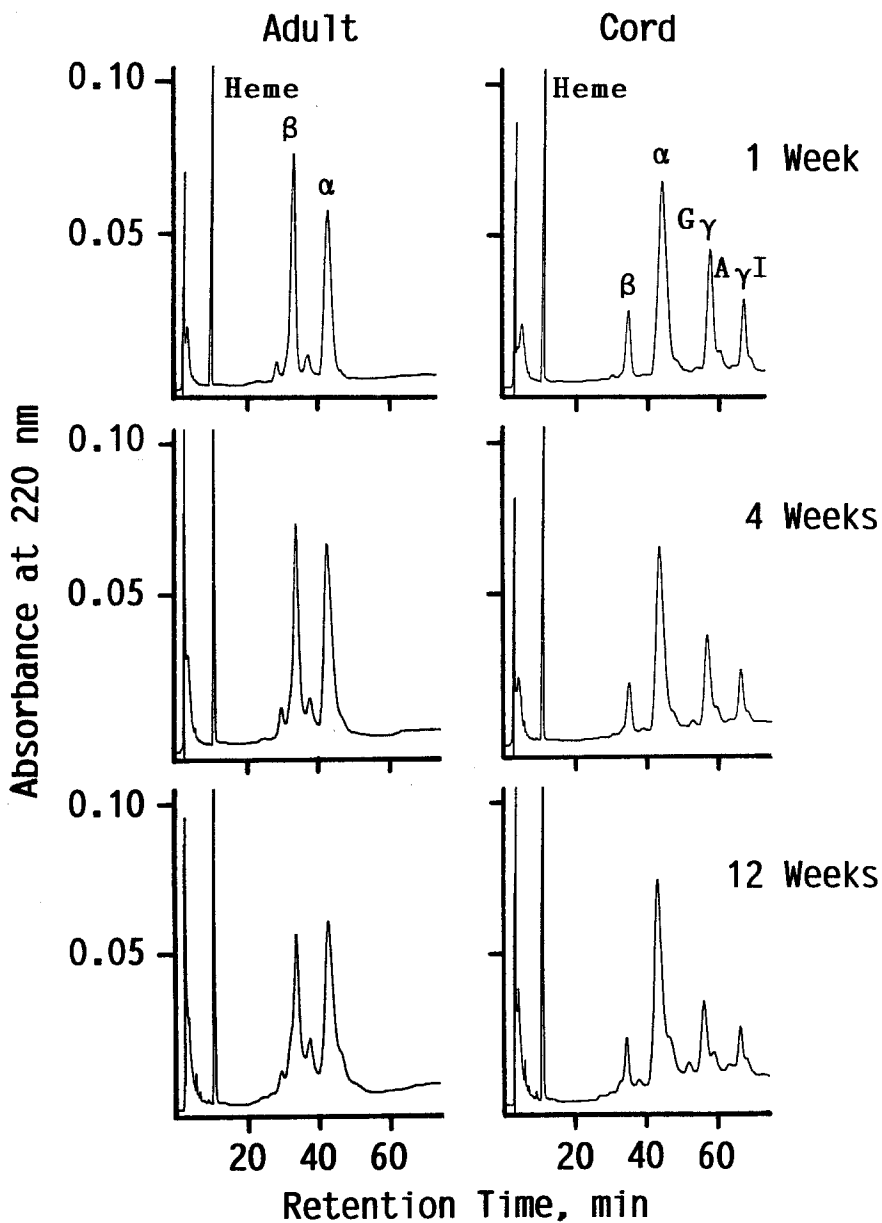 Adult Cord
0.10
Heme
β
α
0.05
Heme
α
Gγ
AγI
β
1 Week
0.10
0.05
4 Weeks
0.10
0.05
12 Weeks
20 40 60
20 40 60
Absorbance at 220 nm
Retention Time, min